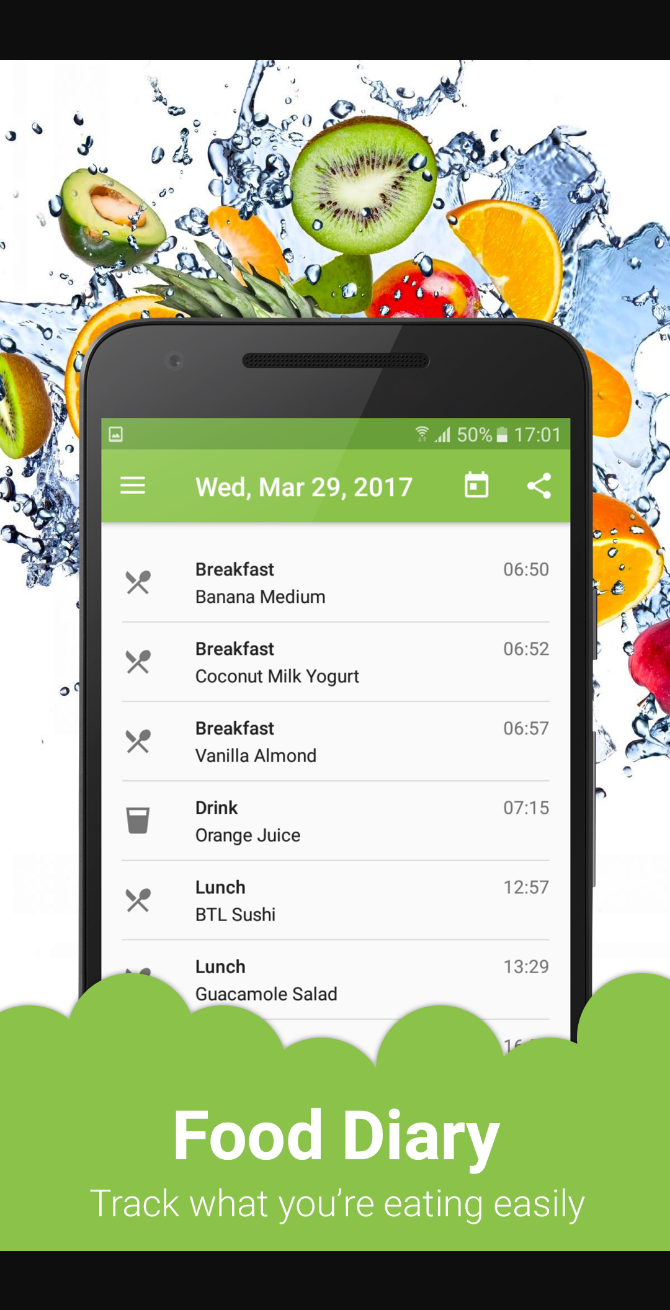 50% 17:01
Wed, Mar 29, 2017
Breakfast 06:50
Banana Medium
Breakfast 06:52
Coconut Milk Yogurt
Breakfast 06:57
Vanilla Almond
Drink 07:15
Orange Juice
Lunch 12:57
BTL Sushi
Lunch 13:29
Guacamole Salad
Food Diary
Track what you’re eating easily